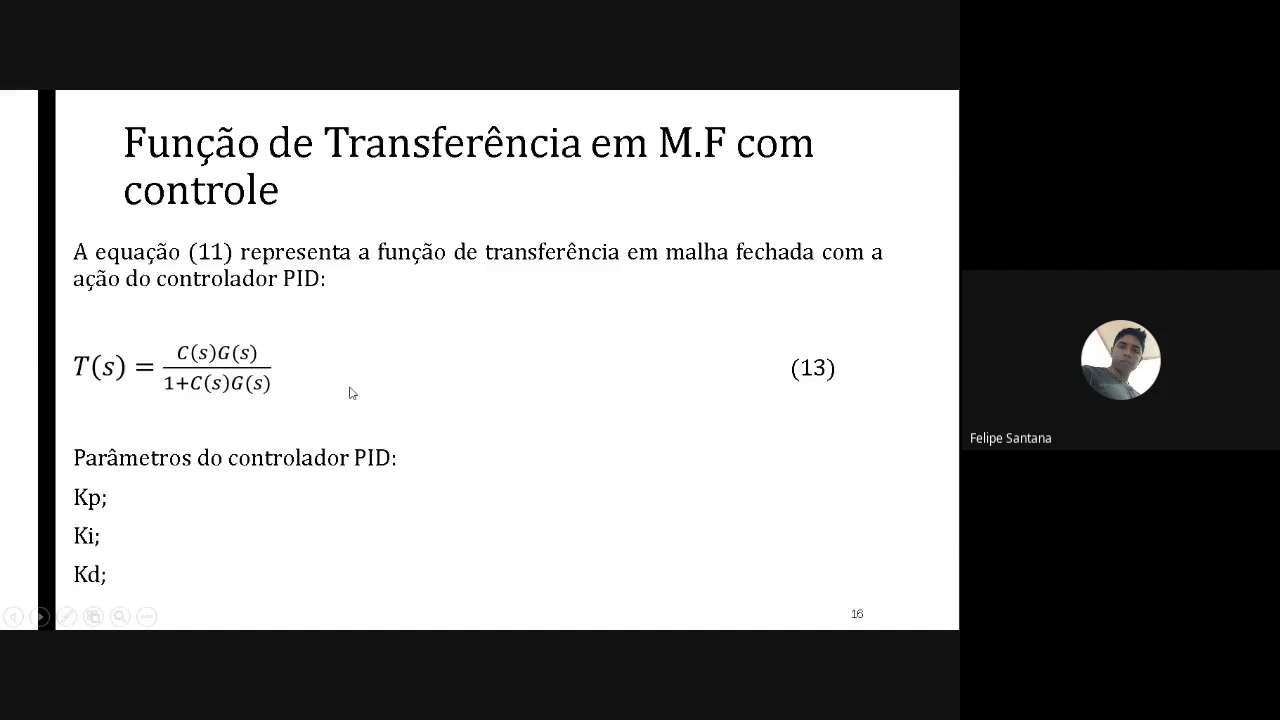 Função de Transferência em M.F com
controle
A equação (11) representa a função de transferência em malha fechada com a
ação do controlador PID:
T(s) = C(s)G(s) / 1+C(s)G(s) (13)
Parâmetros do controlador PID:
Kp;
Ki;
Kd;
16
Felipe Santana